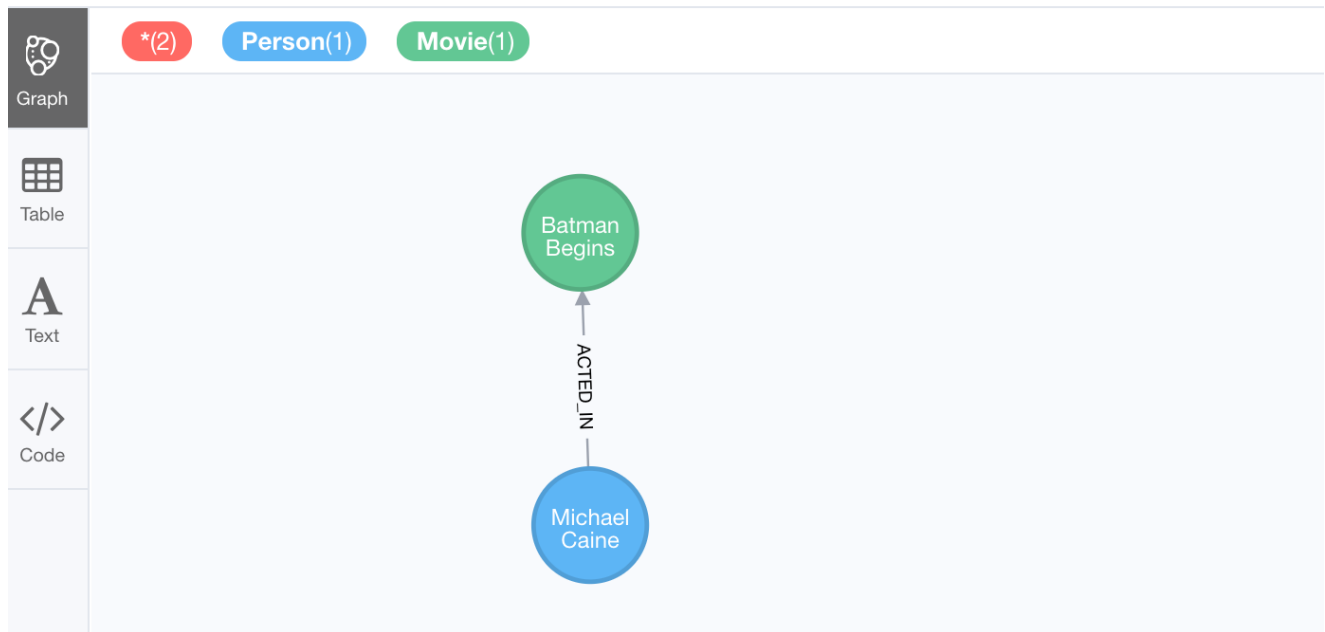 *(2) Person(1) Movie(1)
Graph
Table
Text
Code
Batman
Begins
ACTED_IN
Michael
Caine